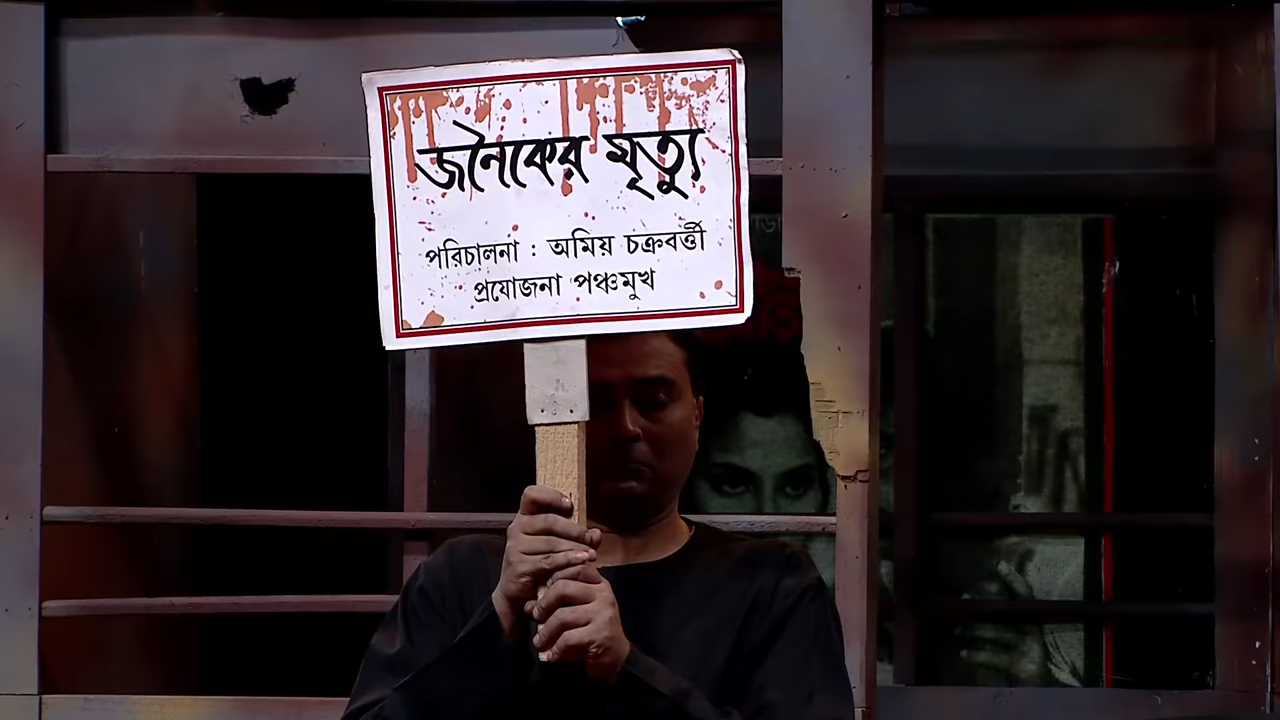 জনৈকের মৃত্যু
পরিচালনা : অমিয় চক্রবর্ত্তী
প্রযোজনা পঞ্চমুখ